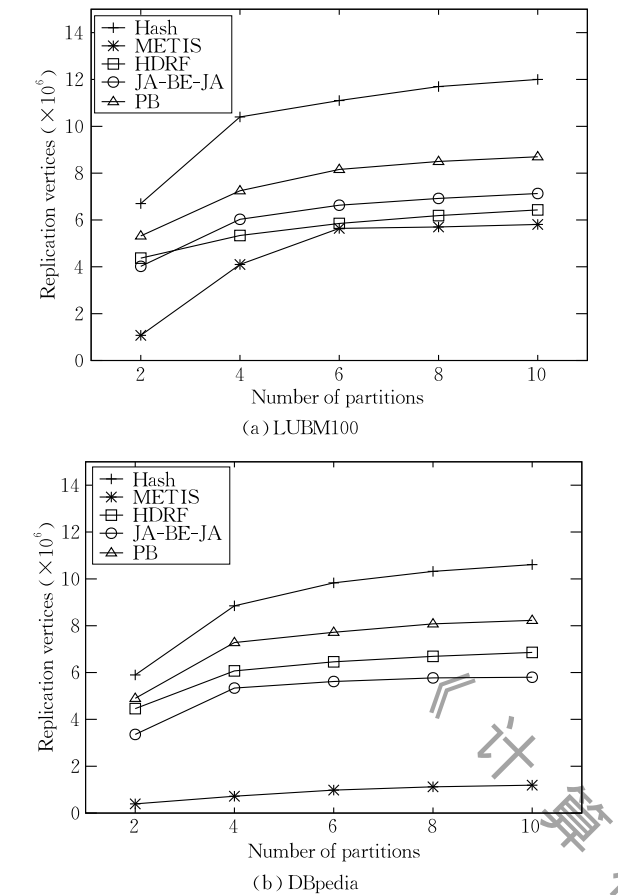 14
12
10
8
6
4
2
0
Replication vertices (×10⁶)
Hash
METIS
HDRF
JA-BE-JA
PB
2 4 6 8 10
Number of partitions
(a) LUBM100
14
12
10
8
6
4
2
0
Replication vertices (×10⁶)
Hash
METIS
HDRF
JA-BE-JA
PB
2 4 6 8 10
Number of partitions
(b) DBpedia
《计算